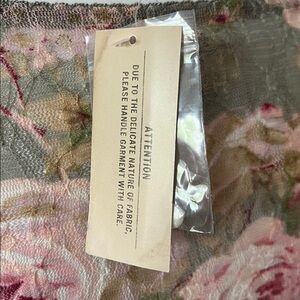 ATTENTION
DUE TO THE DELICATE NATURE OF FABRIC,
PLEASE HANDLE GARMENT WITH CARE.